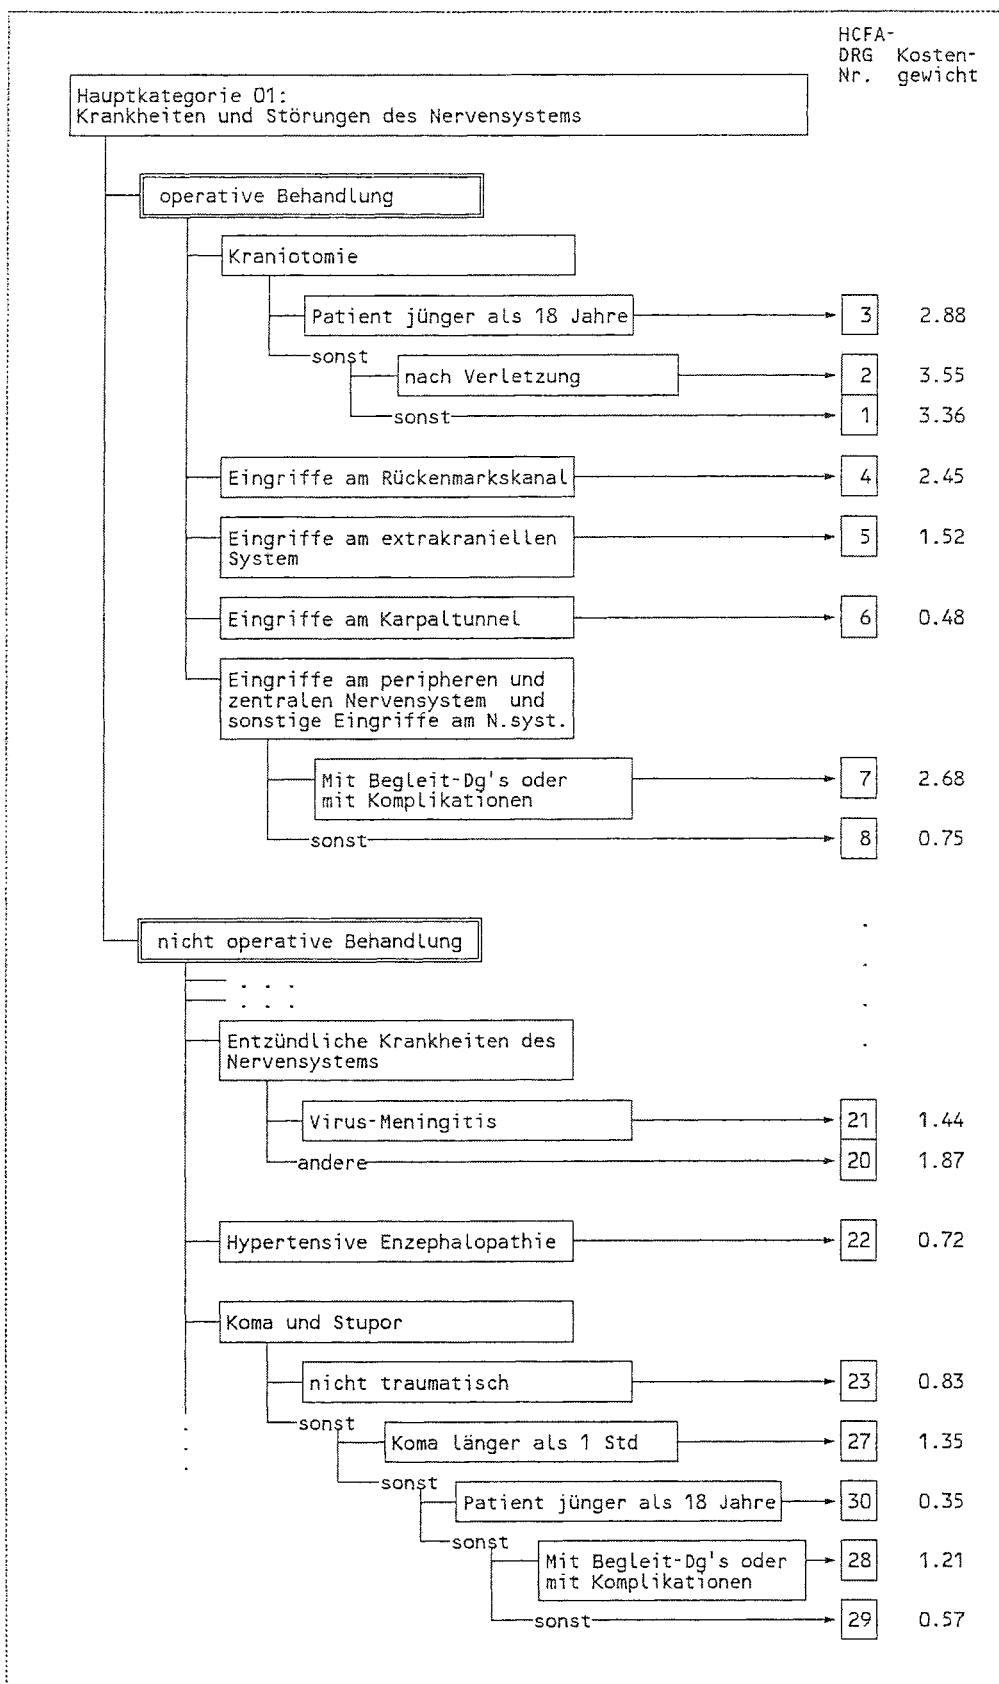 HCFA-
DRG Kosten-
Nr. gewicht
Hauptkategorie 01:
Krankheiten und Störungen des Nervensystems
operative Behandlung
Kraniotomie
Patient jünger als 18 Jahre 3 2.88
sonst
nach Verletzung 2 3.55
sonst 1 3.36
Eingriffe am Rückenmarkskanal 4 2.45
Eingriffe am extrakraniellen 5 1.52
System
Eingriffe am Karpaltunnel 6 0.48
Eingriffe am peripheren und
zentralen Nervensystem und
sonstige Eingriffe am N.syst.
Mit Begleit-Dg's oder 7 2.68
mit Komplikationen
sonst 8 0.75
nicht operative Behandlung
. . .
. . .
Entzündliche Krankheiten des
Nervensystems
Virus-Meningitis 21 1.44
andere 20 1.87
Hypertensive Enzephalopathie 22 0.72
Koma und Stupor
nicht traumatisch 23 0.83
sonst
Koma länger als 1 Std 27 1.35
sonst
Patient jünger als 18 Jahre 30 0.35
sonst
Mit Begleit-Dg's oder 28 1.21
mit Komplikationen
sonst 29 0.57